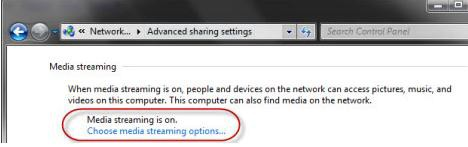 « Network... ▸ Advanced sharing settings
Search Control Panel
Media streaming
When media streaming is on, people and devices on the network can access pictures, music, and
videos on this computer. This computer can also find media on the network.
Media streaming is on.
Choose media streaming options...